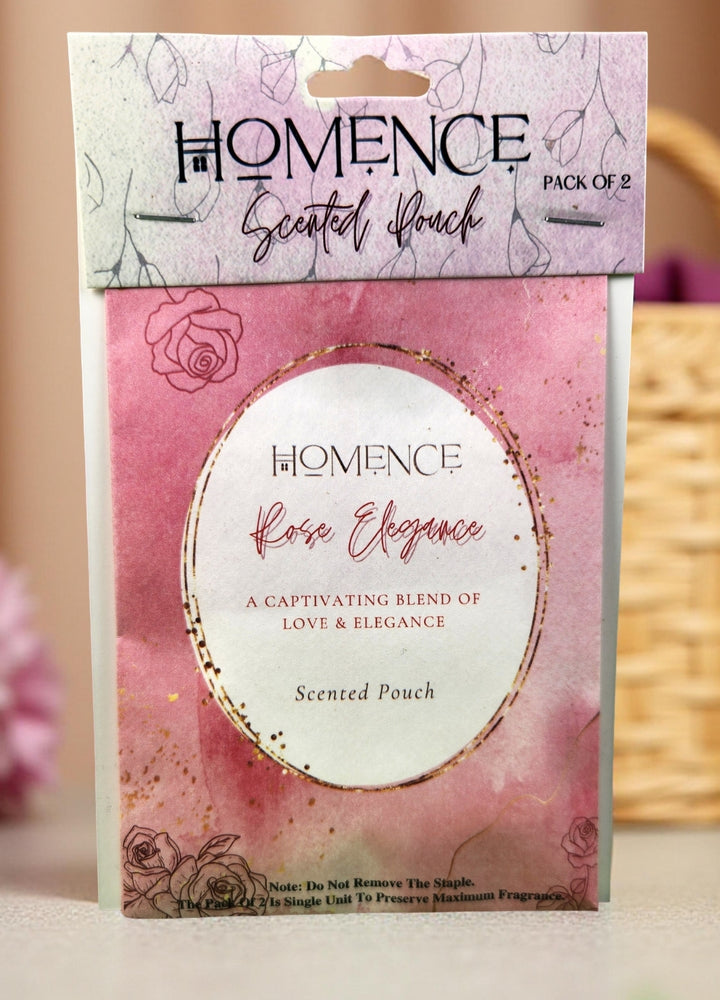 HOMENCE
PACK OF 2
Scented Pouch
HOMENCE
Rose Elegance
A CAPTIVATING BLEND OF
LOVE & ELEGANCE
Scented Pouch
Note: Do Not Remove The Staple.
The Pack Of 2 Is Single Unit To Preserve Maximum Fragrance.